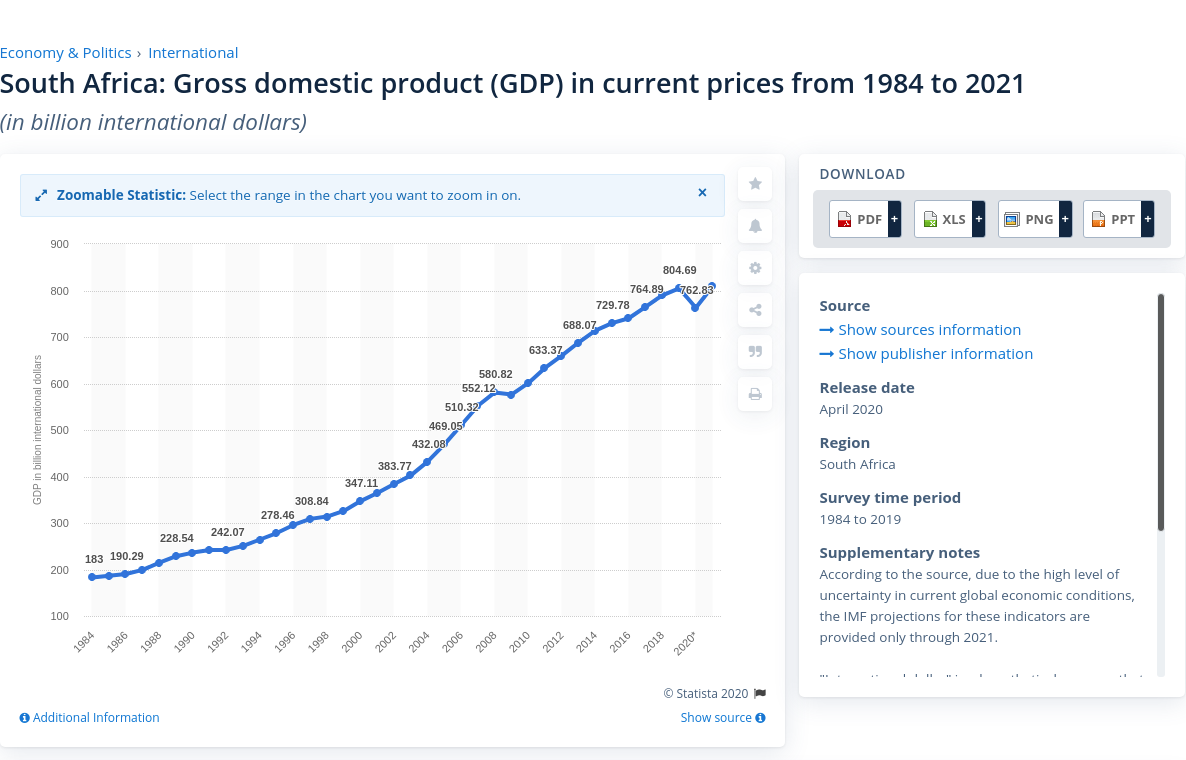 Economy & Politics › International
South Africa: Gross domestic product (GDP) in current prices from 1984 to 2021
(in billion international dollars)
Zoomable Statistic: Select the range in the chart you want to zoom in on. ×
900
800
700
600
500
400
300
200
100
GDP in billion international dollars
183
190.29
228.54
242.07
278.46
308.84
347.11
383.77
432.08
469.05
510.32
552.12
580.82
633.37
688.07
729.78
764.89
804.69
762.83
1984
1986
1988
1990
1992
1994
1996
1998
2000
2002
2004
2006
2008
2010
2012
2014
2016
2018
2020*
© Statista 2020
Additional Information
Show source
DOWNLOAD
PDF + XLS + PNG + PPT +
Source
Show sources information
Show publisher information
Release date
April 2020
Region
South Africa
Survey time period
1984 to 2019
Supplementary notes
According to the source, due to the high level of
uncertainty in current global economic conditions,
the IMF projections for these indicators are
provided only through 2021.